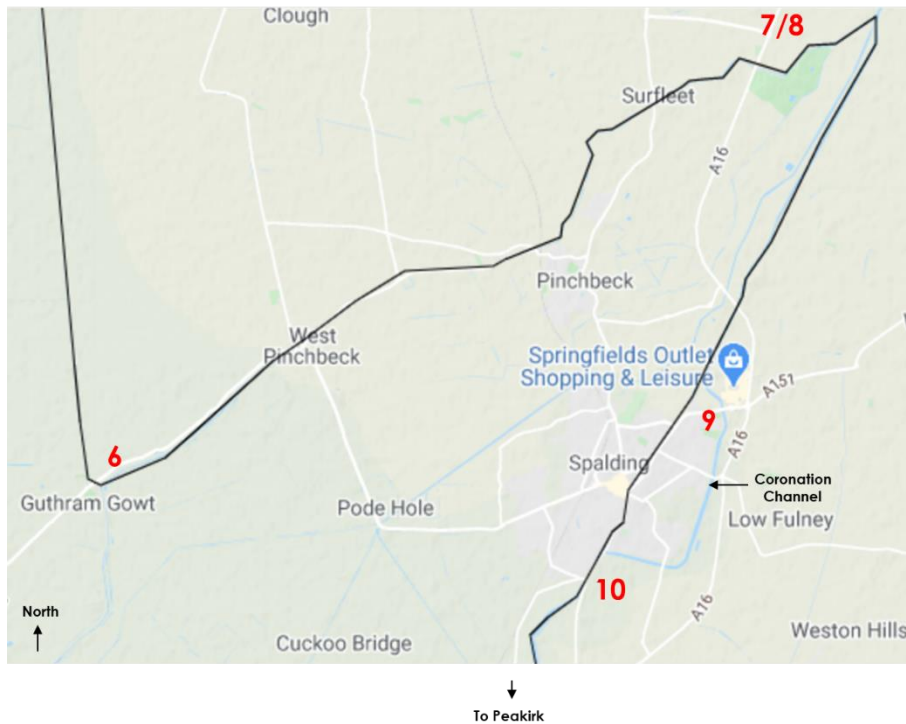 Clough
7/8
Surfleet
A16
Pinchbeck
West
Pinchbeck
Springfields Outlet
Shopping & Leisure
A151
9
6
A16
Spalding
Coronation
Channel
Guthram Gowt
Pode Hole
Low Fulney
10
A16
North
Cuckoo Bridge
Weston Hills
To Peakirk